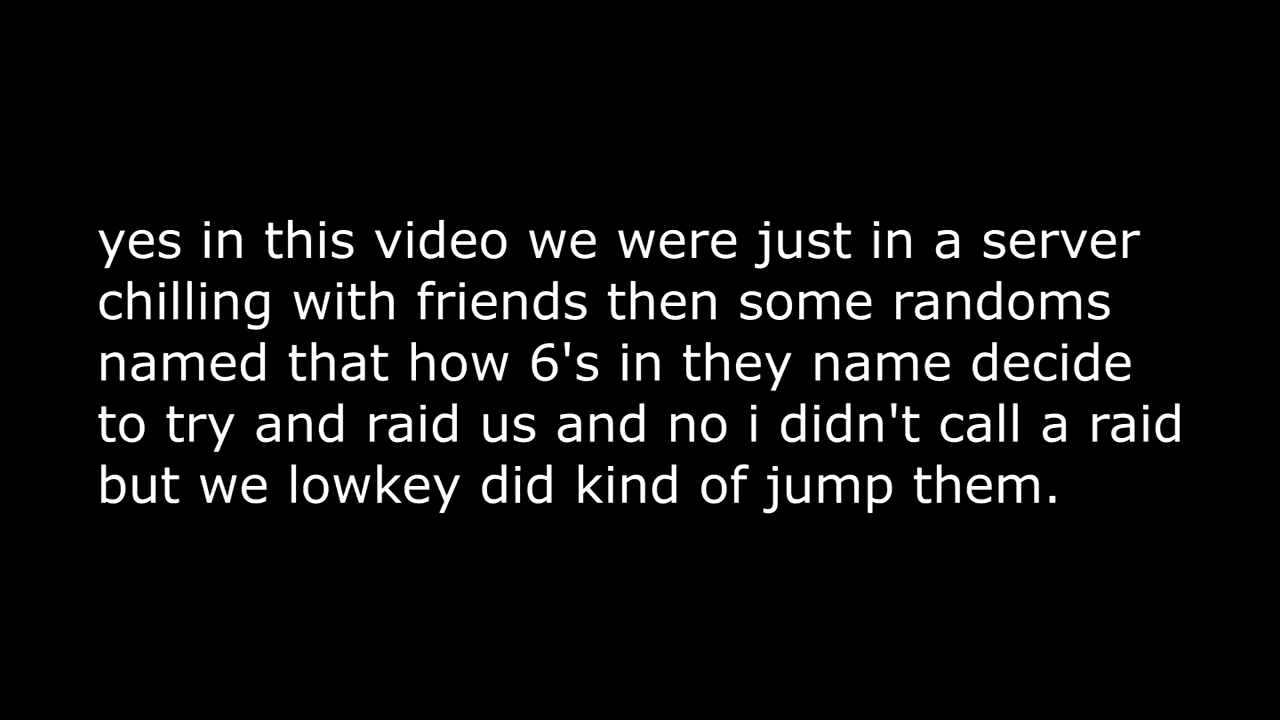 yes in this video we were just in a server
chilling with friends then some randoms
named that how 6's in they name decide
to try and raid us and no i didn't call a raid
but we lowkey did kind of jump them.